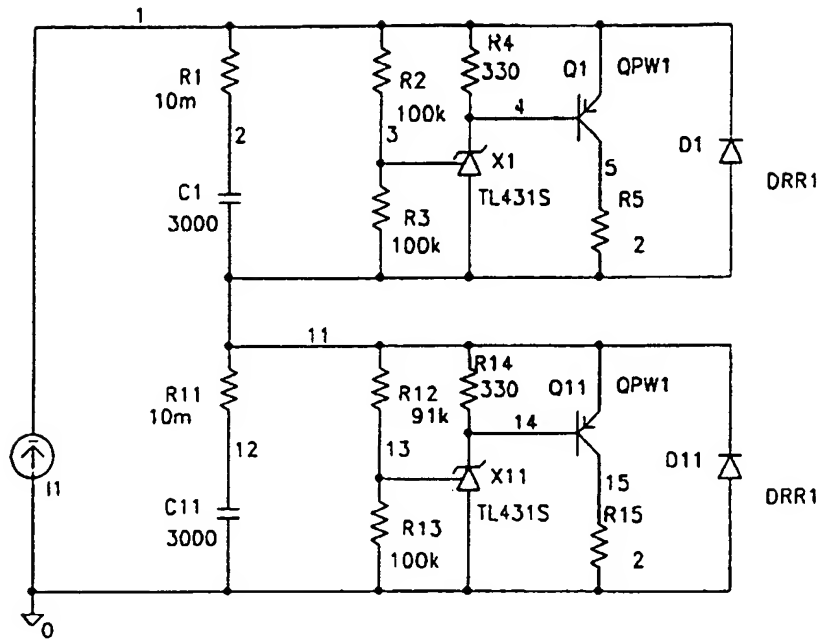 1
R1
10m
2
C1
3000
R2
100k
3
R3
100k
R4
330
4
X1
TL431S
Q1
QPW1
5
R5
2
D1
DRR1
11
R11
10m
12
C11
3000
R12
91k
13
R13
100k
R14
330
14
X11
TL431S
Q11
QPW1
15
R15
2
D11
DRR1
I1
0